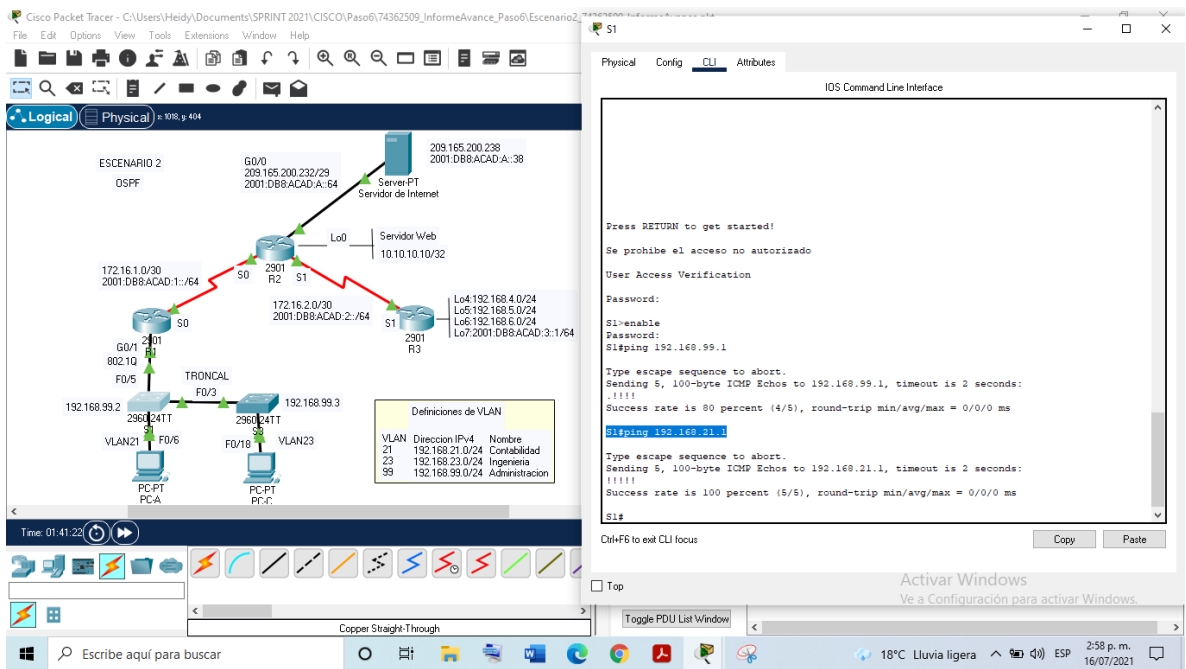 Cisco Packet Tracer - C:\Users\Heidy\Documents\SPRINT 2021\CISCO\Paso6\74362509_InformeAvance_Paso6\Escenario2_74362509_InformeAvance.pkt
File Edit Options View Tools Extensions Window Help
Logical
Physical
x: 1018, y: 404
ESCENARIO 2
OSPF
G0/0
209.165.200.232/29
2001:DB8:ACAD:A::64
209.165.200.238
2001:DB8:ACAD:A::38
Server-PT
Servidor de Internet
Lo0
Servidor Web
10.10.10.10/32
172.16.1.0/30
2001:DB8:ACAD:1::/64
S0
2901
R2
S1
172.16.2.0/30
2001:DB8:ACAD:2::/64
S1
2901
R3
Lo4:192.168.4.0/24
Lo5:192.168.5.0/24
Lo6:192.168.6.0/24
Lo7:2001:DB8:ACAD:3::1/64
S0
2901
R1
G0/1
802.1Q
F0/5
TRONCAL
F0/3
192.168.99.2
2960-24TT
S1
2960-24TT
S3
192.168.99.3
VLAN21
F0/6
F0/18
VLAN23
PC-PT
PC-A
PC-PT
PC-C
Definiciones de VLAN
VLAN Direccion IPv4 Nombre
21 192.168.21.0/24 Contabilidad
23 192.168.23.0/24 Ingenieria
99 192.168.99.0/24 Administracion
Time: 01:41:22
Copper Straight-Through
Toggle PDU List Window
S1
Physical Config CLI Attributes
IOS Command Line Interface
Press RETURN to get started!
Se prohibe el acceso no autorizado
User Access Verification
Password:
S1>enable
Password:
S1#ping 192.168.99.1
Type escape sequence to abort.
Sending 5, 100-byte ICMP Echos to 192.168.99.1, timeout is 2 seconds:
.!!!!
Success rate is 80 percent (4/5), round-trip min/avg/max = 0/0/0 ms
S1#ping 192.168.21.1
Type escape sequence to abort.
Sending 5, 100-byte ICMP Echos to 192.168.21.1, timeout is 2 seconds:
!!!!!
Success rate is 100 percent (5/5), round-trip min/avg/max = 0/0/0 ms
S1#
Ctrl+F6 to exit CLI focus
Copy
Paste
Top
Activar Windows
Ve a Configuración para activar Windows.
Escribe aquí para buscar
18°C Lluvia ligera
ESP
2:58 p. m.
16/07/2021